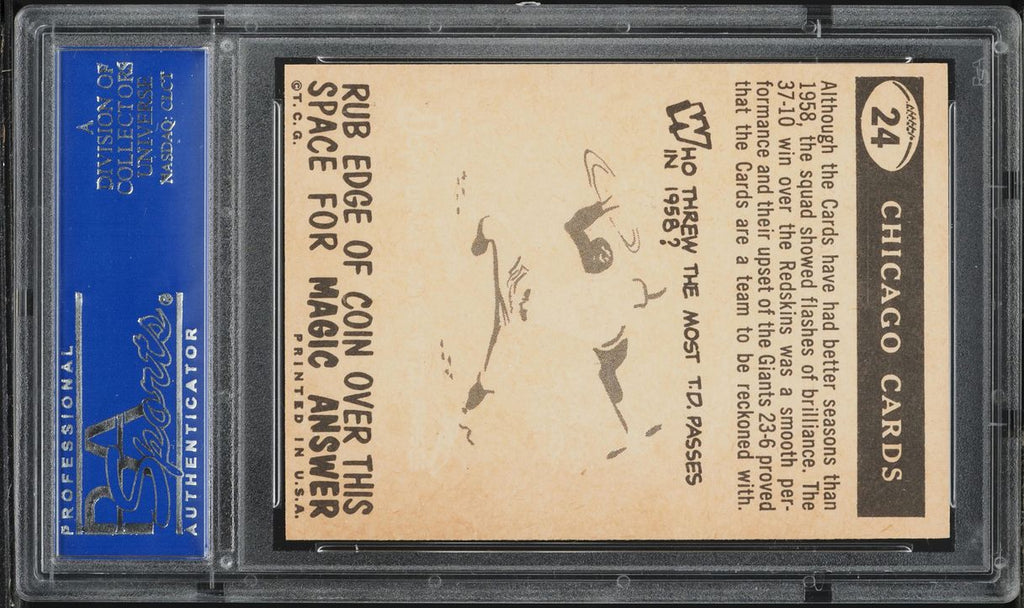 24
CHICAGO CARDS
Although the Cards have had better seasons than
1958, the squad showed flashes of brilliance. The
37-10 win over the Redskins was a smooth per-
formance and their upset of the Giants 23-6 proved
that the Cards are a team to be reckoned with.
WHO THREW THE MOST T.D. PASSES
IN 1958?
RUB EDGE OF COIN OVER THIS
SPACE FOR MAGIC ANSWER
©T.C.G. PRINTED IN U.S.A.
A
DIVISION OF
COLLECTORS
UNIVERSE
NASDAQ: CLCT
PROFESSIONAL
PSA
Sports®
AUTHENTICATOR